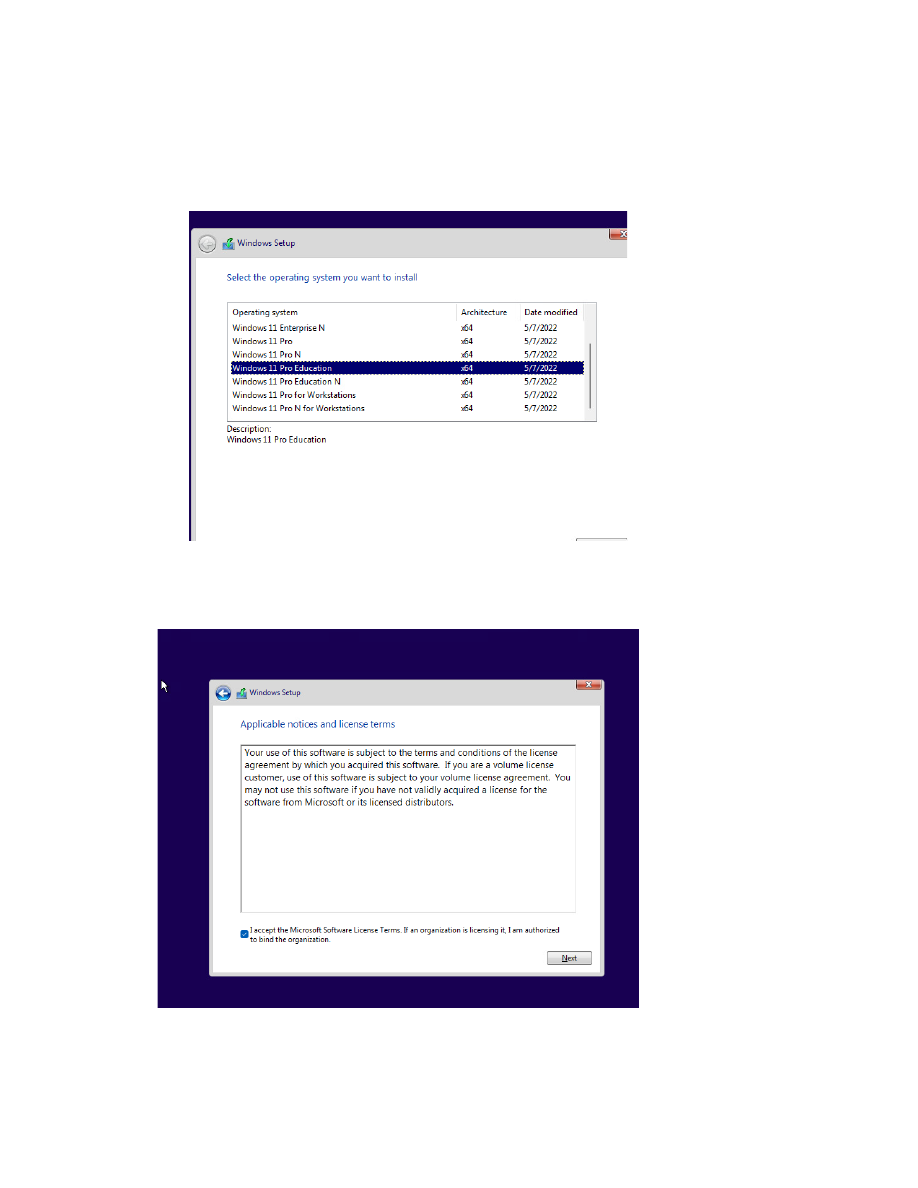 Windows Setup
Select the operating system you want to install
Operating system Architecture Date modified
Windows 11 Enterprise N x64 5/7/2022
Windows 11 Pro x64 5/7/2022
Windows 11 Pro N x64 5/7/2022
Windows 11 Pro Education x64 5/7/2022
Windows 11 Pro Education N x64 5/7/2022
Windows 11 Pro for Workstations x64 5/7/2022
Windows 11 Pro N for Workstations x64 5/7/2022
Description:
Windows 11 Pro Education
Windows Setup
Applicable notices and license terms
Your use of this software is subject to the terms and conditions of the license
agreement by which you acquired this software. If you are a volume license
customer, use of this software is subject to your volume license agreement. You
may not use this software if you have not validly acquired a license for the
software from Microsoft or its licensed distributors.
I accept the Microsoft Software License Terms. If an organization is licensing it, I am authorized
to bind the organization.
Next